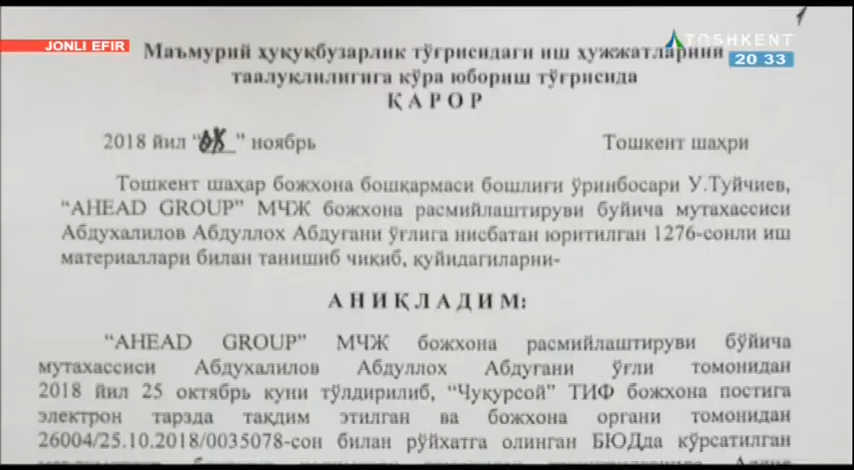 JONLI EFIR
TOSHKENT
20 33
Маъмурий ҳуқуқбузарлик тўғрисидаги иш ҳужжатларини
таалуқлилигига кўра юбориш тўғрисида
ҚАРОР
2018 йил “08” ноябрь Тошкент шаҳри
Тошкент шаҳар божхона бошқармаси бошлиғи ўринбосари У.Туйчиев,
“AHEAD GROUP” МЧЖ божхона расмийлаштируви буйича мутахассиси
Абдухалилов Абдуллох Абдуғани ўғлига нисбатан юритилган 1276-сонли иш
материаллари билан танишиб чиқиб, қуйидагиларни-
АНИҚЛАДИМ:
“AHEAD GROUP” МЧЖ божхона расмийлаштируви бўйича
мутахассиси Абдухалилов Абдуллох Абдуғани ўғли томонидан
2018 йил 25 октябрь куни тўлдирилиб, “Чуқурсой” ТИФ божхона постига
электрон тарзда тақдим этилган ва божхона органи томонидан
26004/25.10.2018/0035078-сон билан рўйхатга олинган БЮДда кўрсатилган